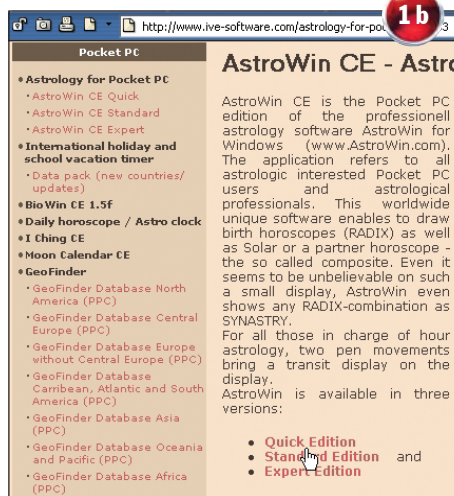 http://www.ive-software.com/astrology-for-poc
1b
3
Pocket PC
Astrology for Pocket PC
AstroWin CE Quick
AstroWin CE Standard
AstroWin CE Expert
International holiday and
school vacation timer
Data pack (new countries/
updates)
BioWin CE 1.5f
Daily horoscope / Astro clock
I Ching CE
Moon Calendar CE
GeoFinder
GeoFinder Database North
America (PPC)
GeoFinder Database Central
Europe (PPC)
GeoFinder Database Europe
without Central Europe (PPC)
GeoFinder Database
Carribean, Atlantic and South
America (PPC)
GeoFinder Database Asia
(PPC)
GeoFinder Database Oceania
and Pacific (PPC)
GeoFinder Database Africa
(PPC)
AstroWin CE - Astr
AstroWin CE is the Pocket PC
edition of the professionell
astrology software AstroWin for
Windows (www.AstroWin.com).
The application refers to all
astrologic interested Pocket PC
users and astrological
professionals. This worldwide
unique software enables to draw
birth horoscopes (RADIX) as well
as Solar or a partner horoscope -
the so called composite. Even it
seems to be unbelievable on such
a small display, AstroWin even
shows any RADIX-combination as
SYNASTRY.
For all those in charge of hour
astrology, two pen movements
bring a transit display on the
display.
AstroWin is available in three
versions:
Quick Edition
Standard Edition and
Expert Edition